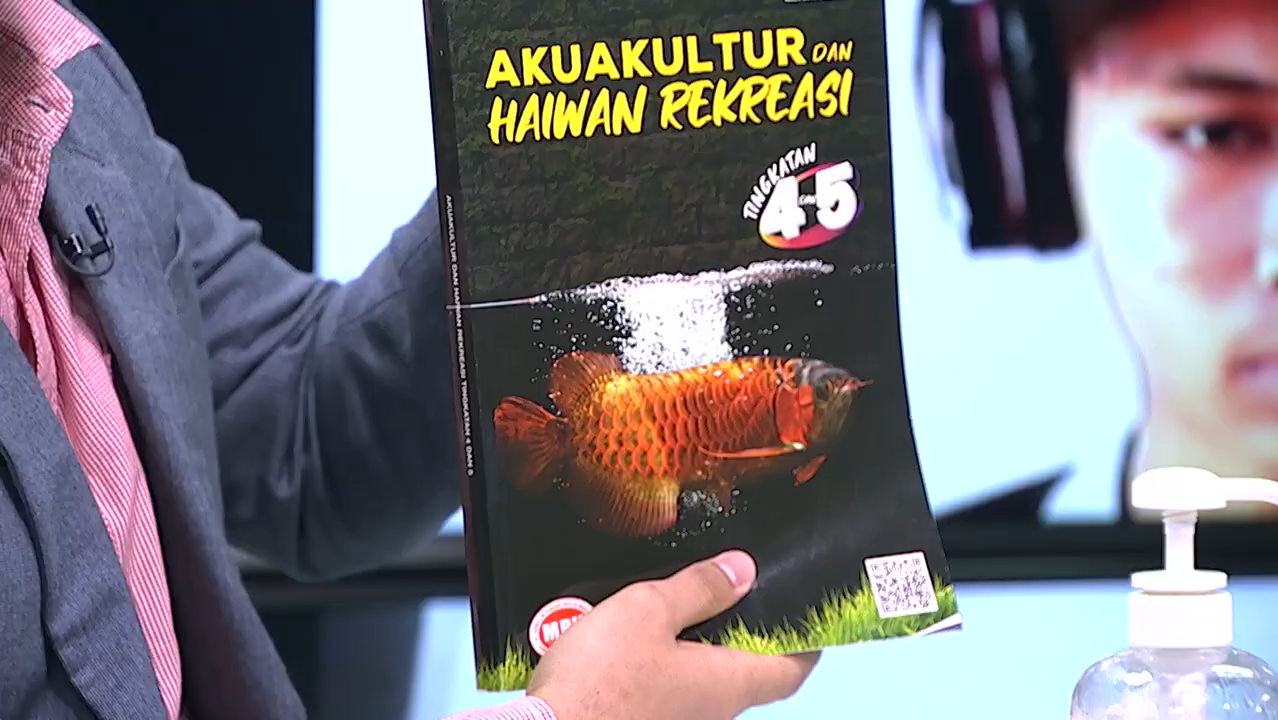 AKUAKULTUR DAN
HAIWAN REKREASI
TINGKATAN
4 DAN 5
AKUAKULTUR DAN HAIWAN REKREASI TINGKATAN 4 DAN 5